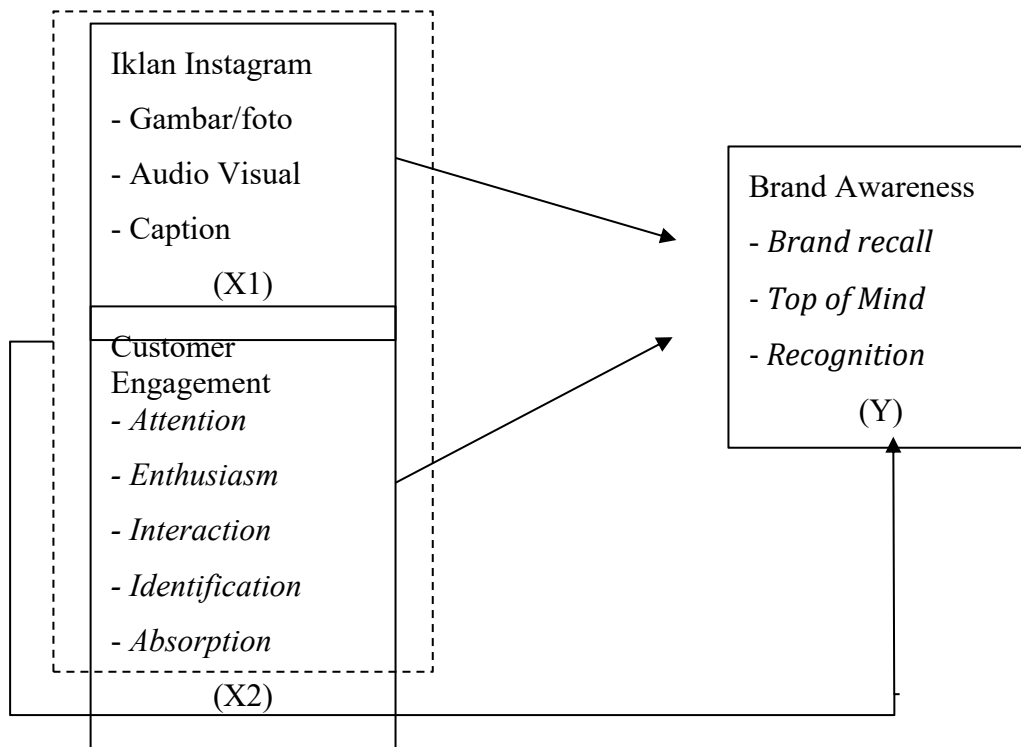 Iklan Instagram
- Gambar/foto
- Audio Visual
- Caption
(X1)
Customer
Engagement
- Attention
- Enthusiasm
- Interaction
- Identification
- Absorption
(X2)
Brand Awareness
- Brand recall
- Top of Mind
- Recognition
(Y)